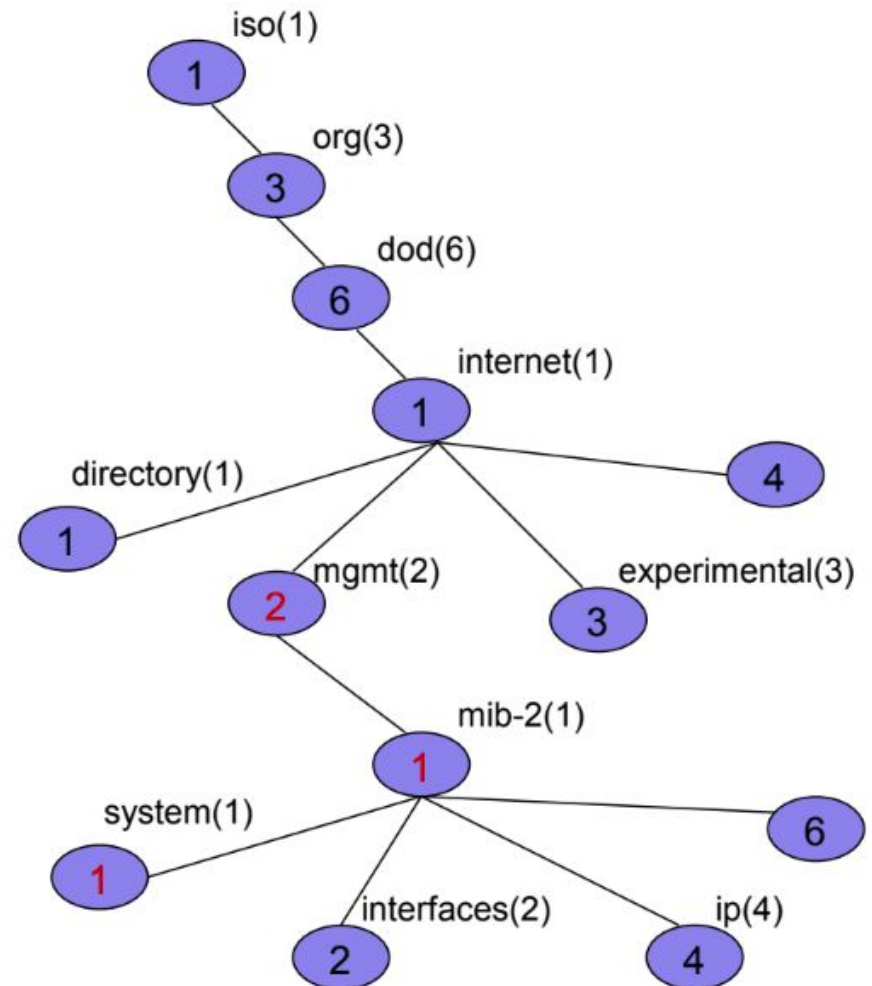 iso(1)
1
org(3)
3
dod(6)
6
internet(1)
1
directory(1)
1
4
mgmt(2)
2
experimental(3)
3
mib-2(1)
1
system(1)
1
6
interfaces(2)
2
ip(4)
4